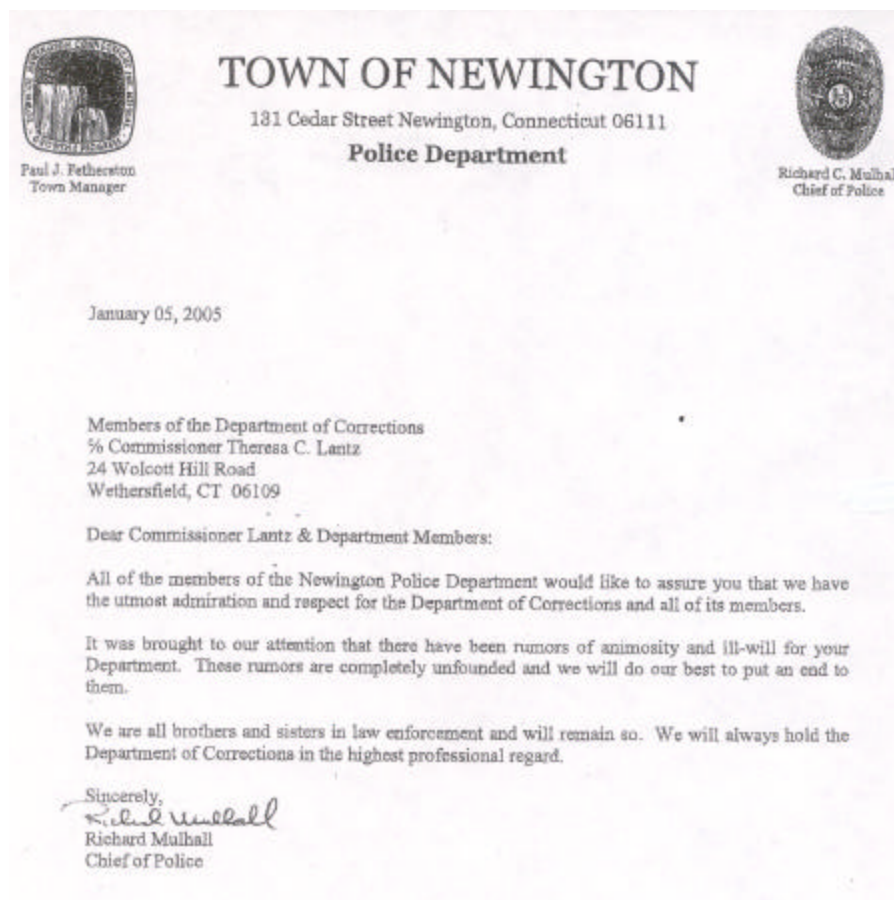 TOWN OF NEWINGTON
131 Cedar Street Newington, Connecticut 06111
Police Department
Paul J. Fetherston
Town Manager
Richard C. Mulhal
Chief of Police
January 05, 2005
Members of the Department of Corrections
℅ Commissioner Theresa C. Lantz
24 Wolcott Hill Road
Wethersfield, CT 06109
Dear Commissioner Lantz & Department Members:
All of the members of the Newington Police Department would like to assure you that we have
the utmost admiration and respect for the Department of Corrections and all of its members.
It was brought to our attention that there have been rumors of animosity and ill-will for your
Department. These rumors are completely unfounded and we will do our best to put an end to
them.
We are all brothers and sisters in law enforcement and will remain so. We will always hold the
Department of Corrections in the highest professional regard.
Sincerely,
Richard Mulhall
Richard Mulhall
Chief of Police